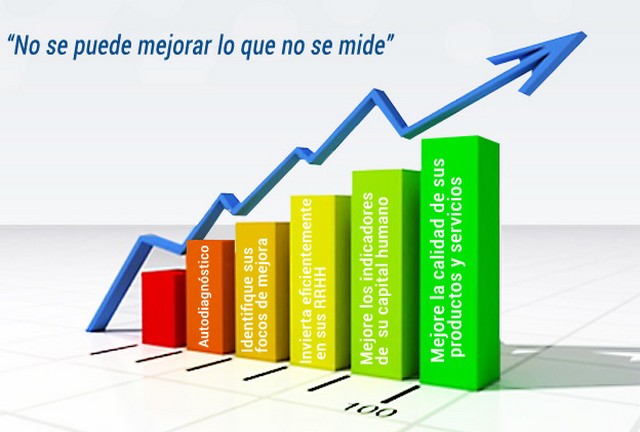 “No se puede mejorar lo que no se mide”
Autodiagnóstico
Identifique sus
focos de mejora
Invierta eficientemente
en sus RRHH
Mejore los indicadores
de su capital humano
Mejore la calidad de sus
productos y servicios
100